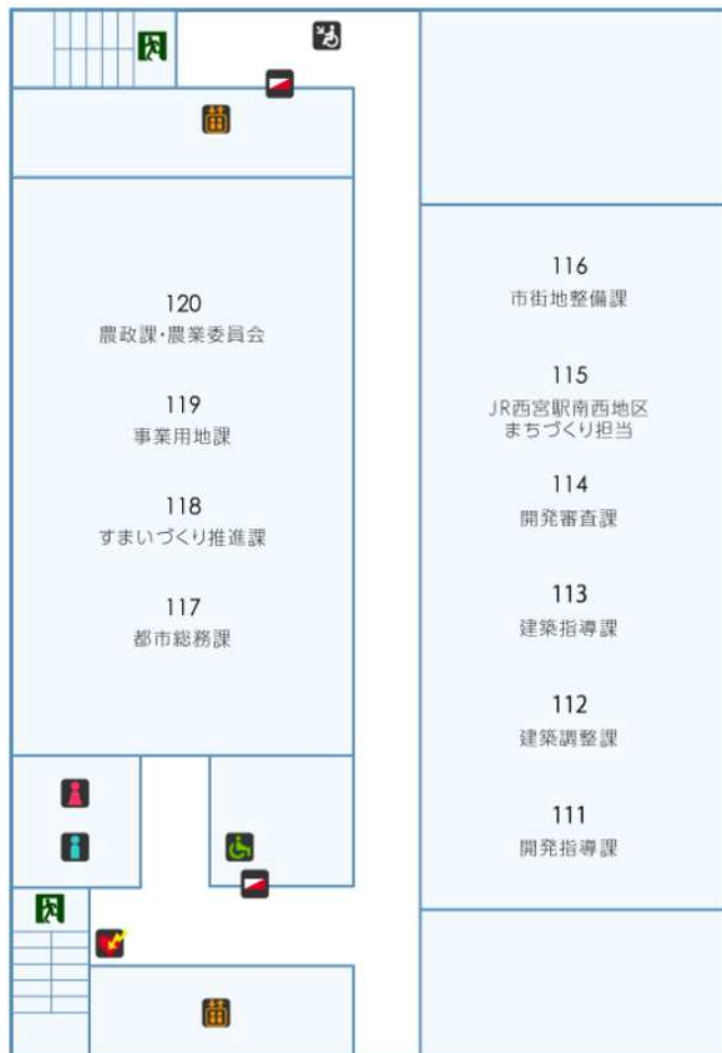 120
農政課・農業委員会
119
事業用地課
118
すまいづくり推進課
117
都市総務課
116
市街地整備課
115
JR西宮駅南西地区
まちづくり担当
114
開発審査課
113
建築指導課
112
建築調整課
111
開発指導課